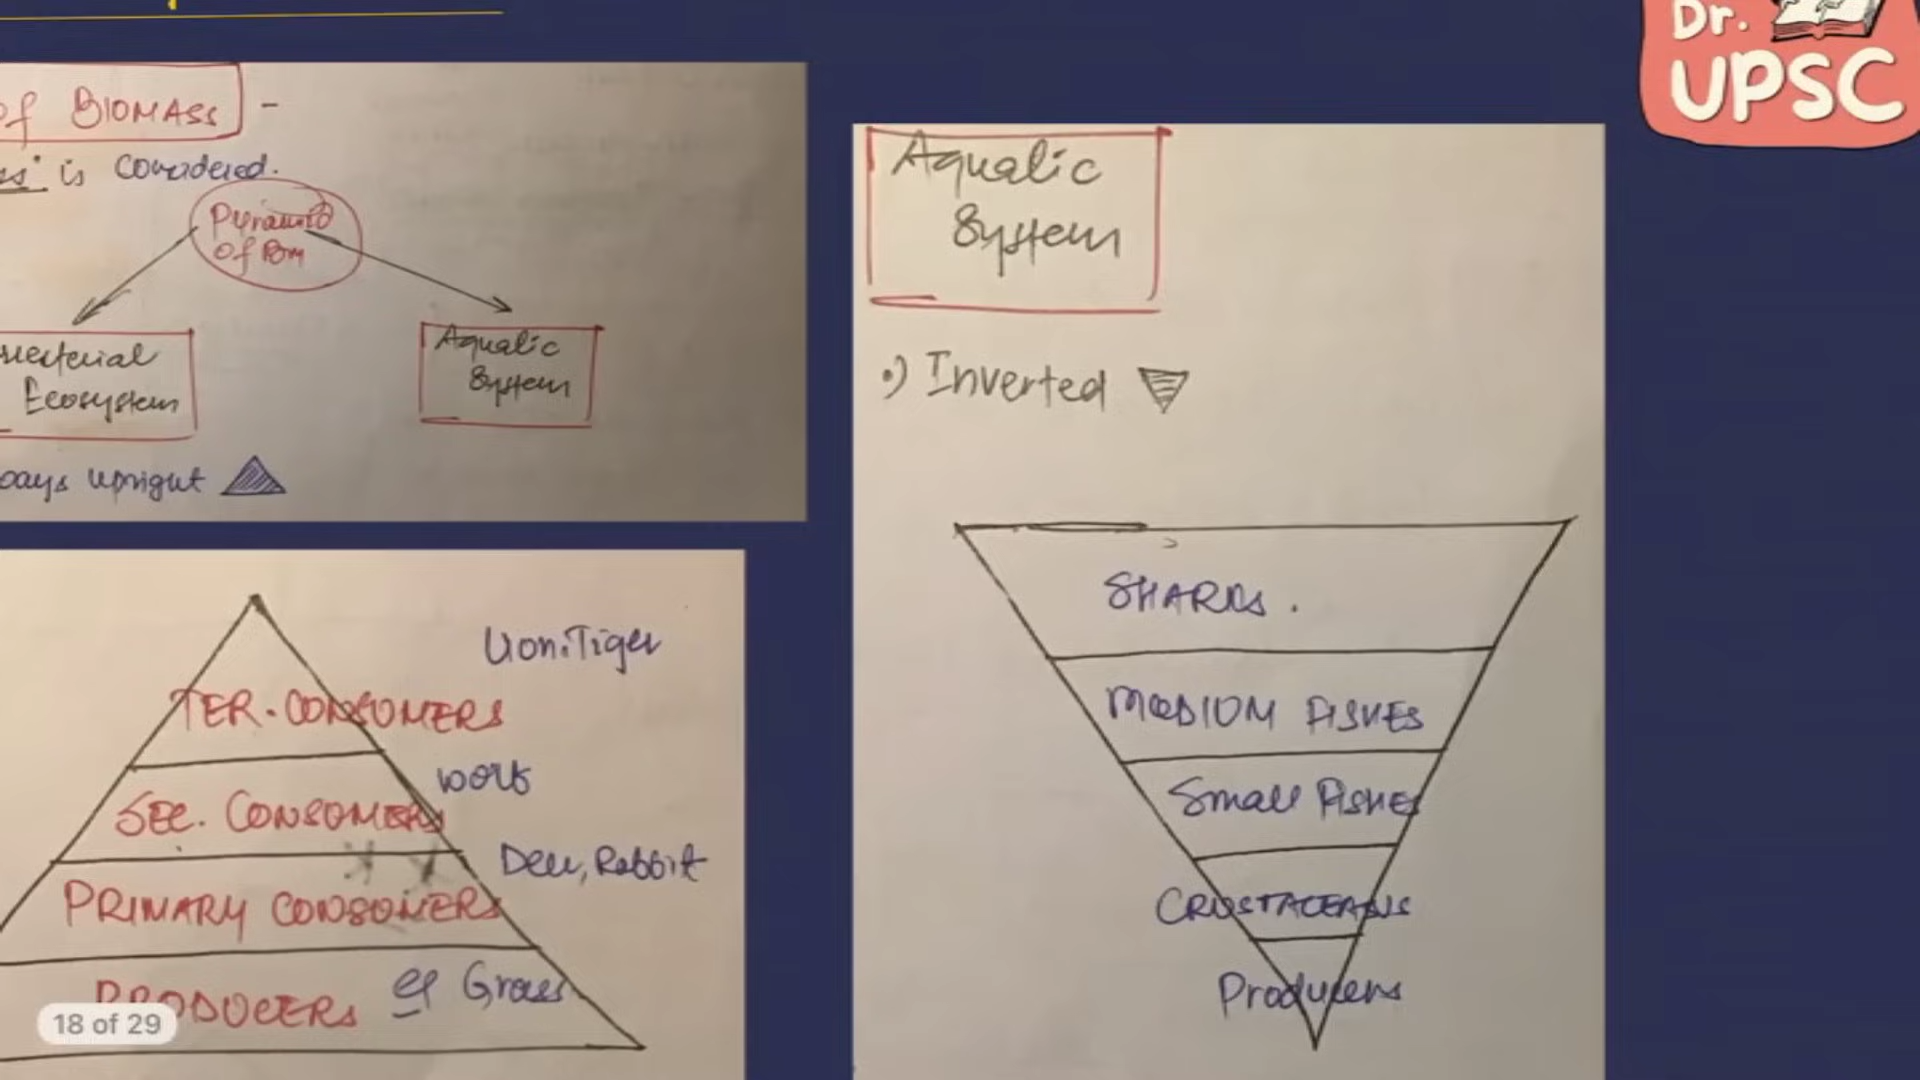 Dr.
UPSC
of BIOMASS -
is Considered.
Pyramid
of Bm
Ecosystem
Aquatic
System
upright
Lion.Tiger
TER. CONSUMERS
SEC. CONSUMERS
PRIMARY CONSUMERS
Deer, Rabbit
PRODUCERS eg Grass
18 of 29
Aquatic
System
•) Inverted
SHARKS.
MEDIUM FISHES
Small FISHES
CRUSTACEANS
Producers